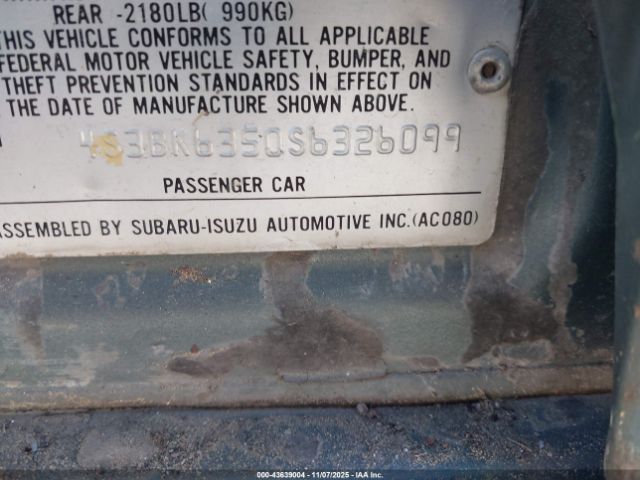 REAR -2180LB( 990KG)
THIS VEHICLE CONFORMS TO ALL APPLICABLE
FEDERAL MOTOR VEHICLE SAFETY, BUMPER, AND
THEFT PREVENTION STANDARDS IN EFFECT ON
THE DATE OF MANUFACTURE SHOWN ABOVE.
4S3BK6350S6326099
PASSENGER CAR
ASSEMBLED BY SUBARU-ISUZU AUTOMOTIVE INC.(AC080)
000-43639004 - 11/07/2025 - IAAI.com